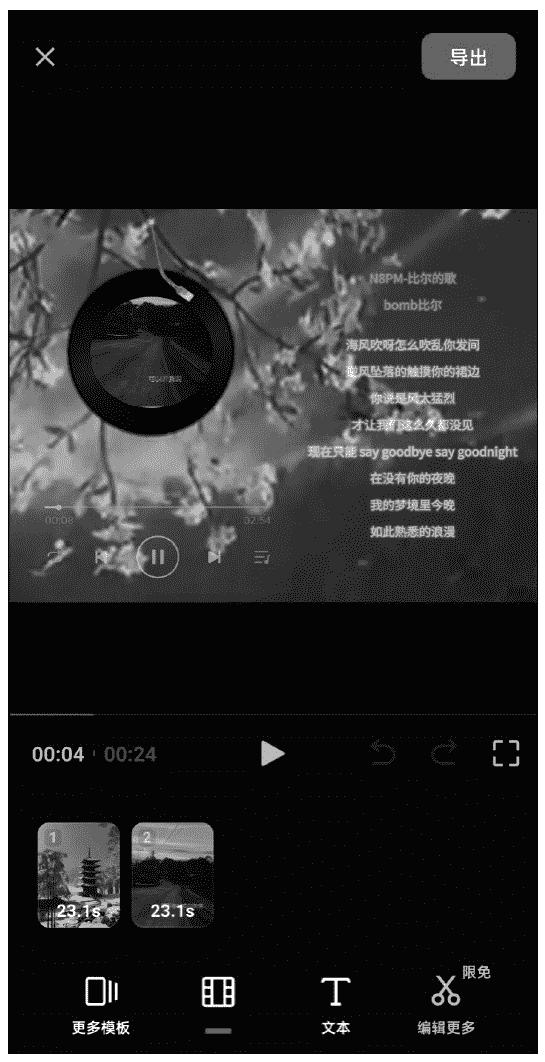 导出
N8PM-比尔的歌
bomb比尔
海风吹呀怎么吹乱你发间
逆风坠落的触摸你的裙边
你说是风太猛烈
才让我们这么久都没见
现在只能 say goodbye say goodnight
在没有你的夜晚
我的梦境里今晚
如此熟悉的浪漫
00:08
02:54
00:04
00:24
1
23.1s
2
23.1s
限免
更多模板
文本
编辑更多